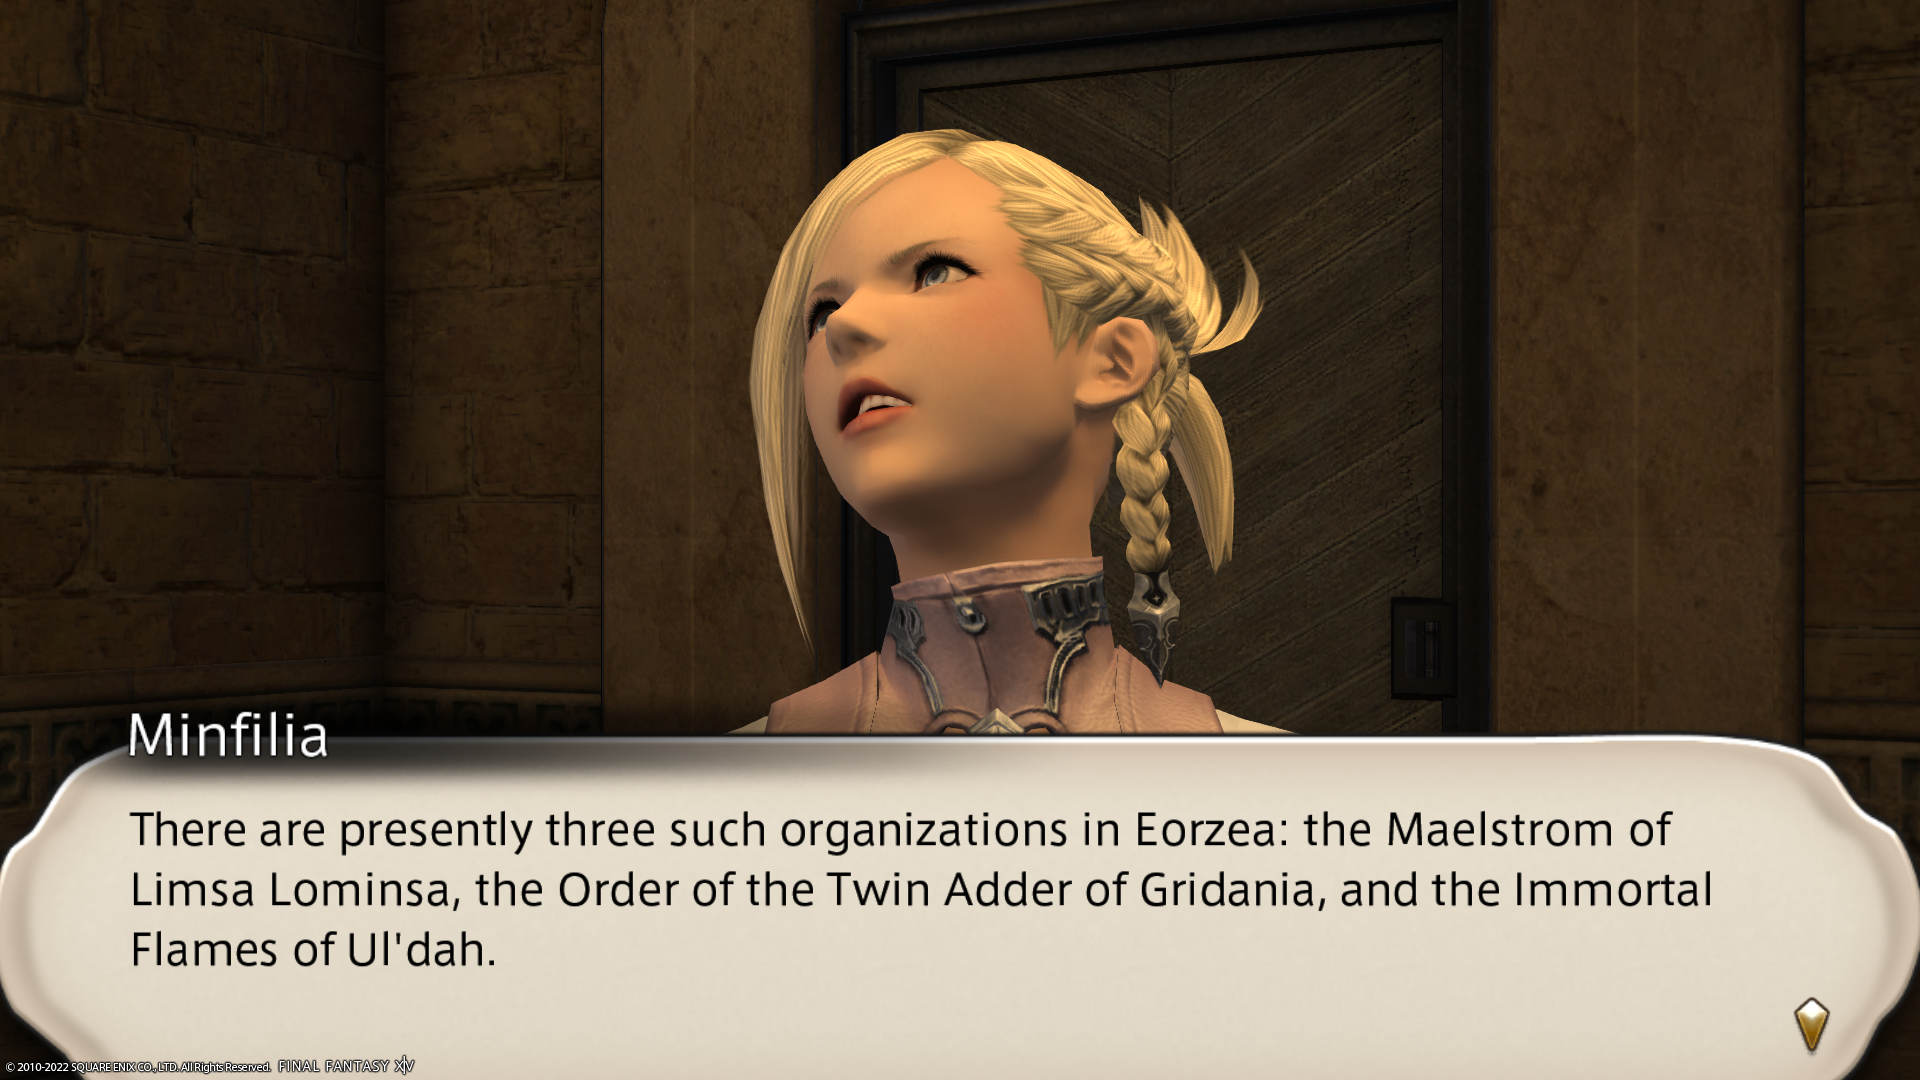 Minfilia
There are presently three such organizations in Eorzea: the Maelstrom of
Limsa Lominsa, the Order of the Twin Adder of Gridania, and the Immortal
Flames of Ul'dah.
© 2010-2022 SQUARE ENIX CO., LTD. All Rights Reserved. FINAL FANTASY XIV